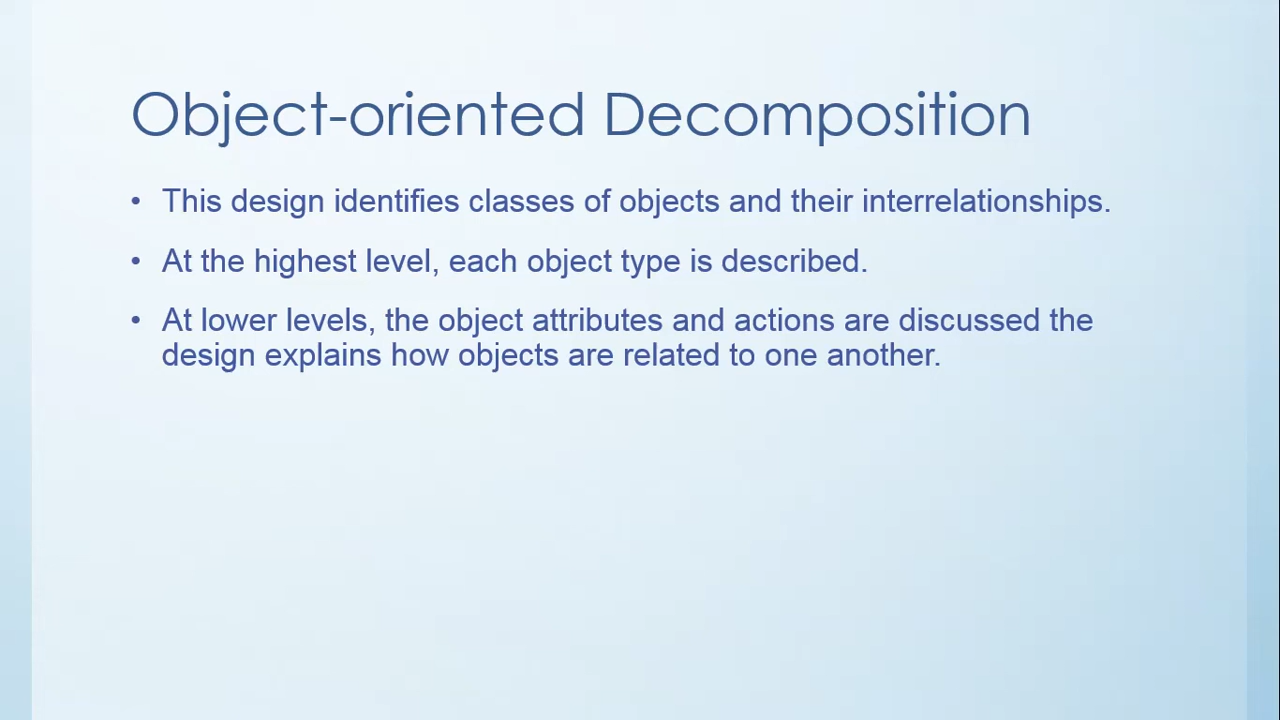 Object-oriented Decomposition
• This design identifies classes of objects and their interrelationships.
• At the highest level, each object type is described.
• At lower levels, the object attributes and actions are discussed the
design explains how objects are related to one another.